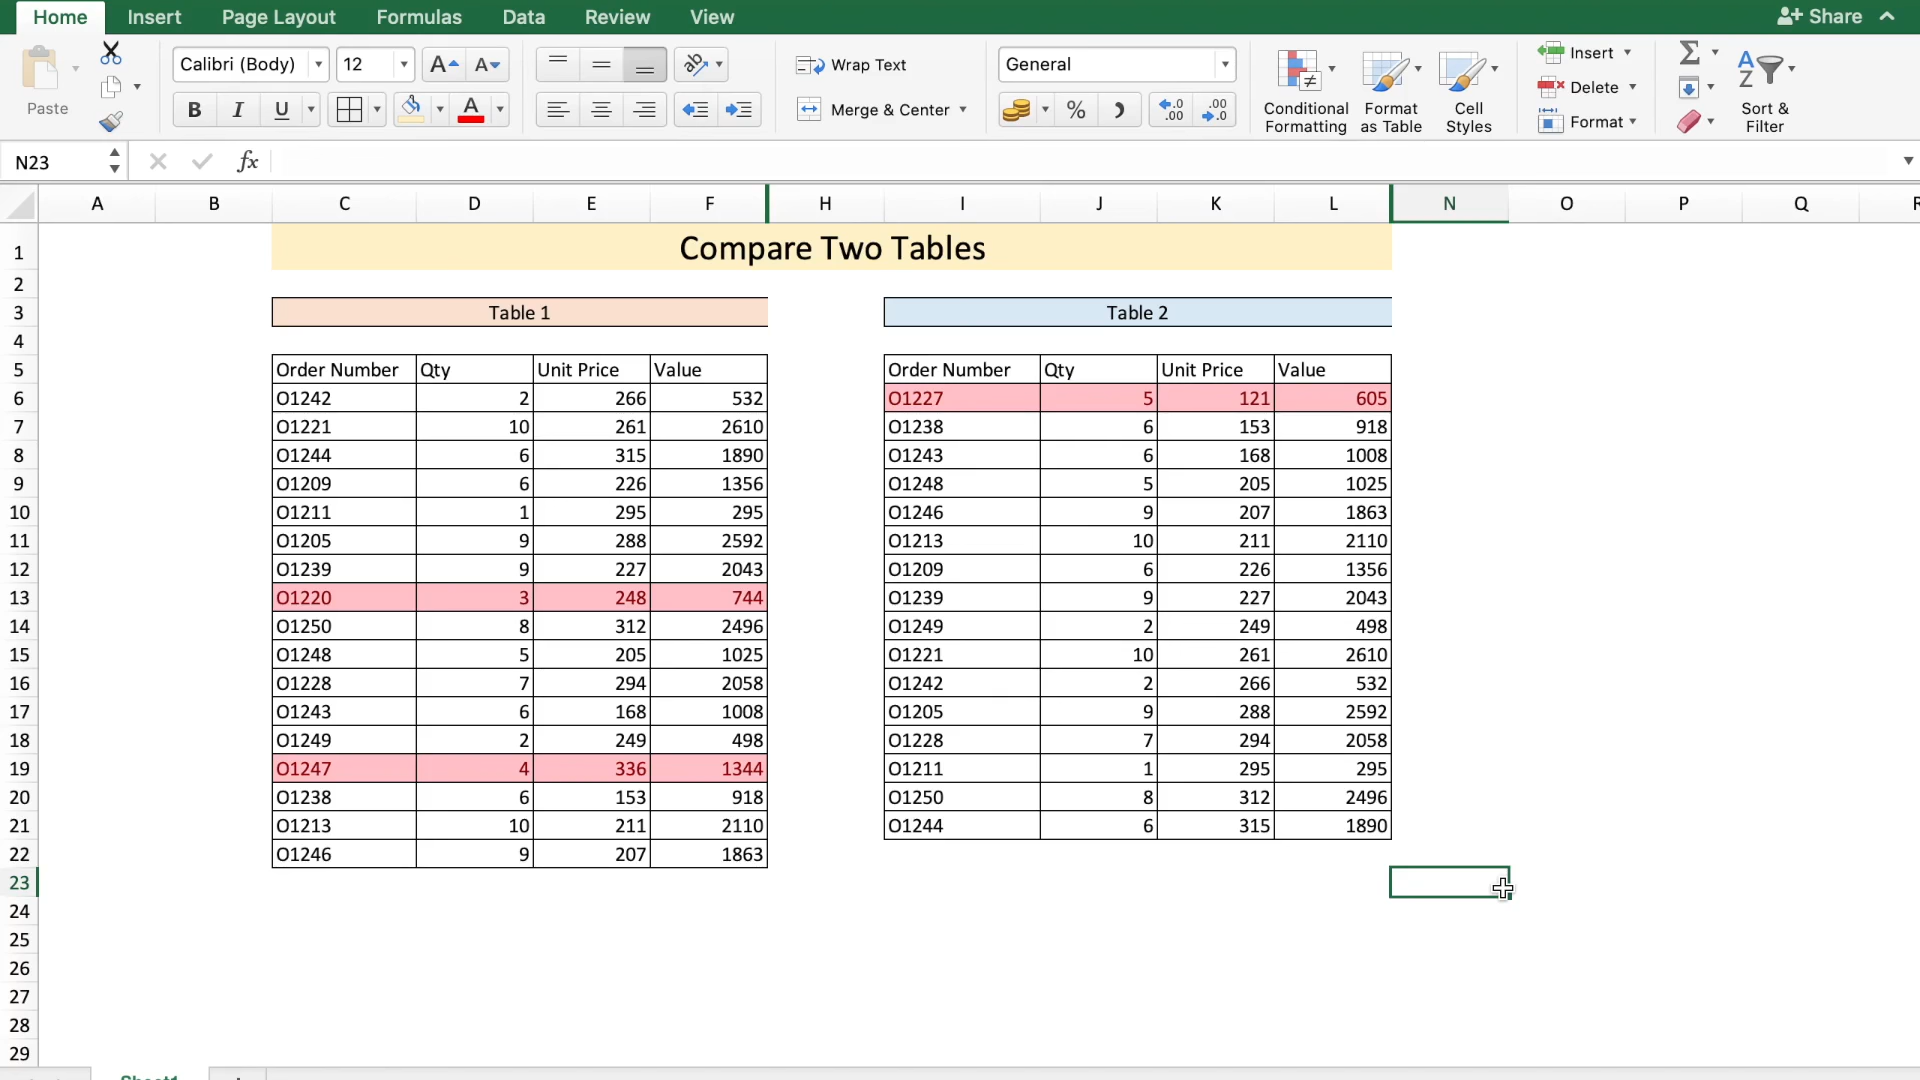 Home Insert Page Layout Formulas Data Review View Share
Paste Calibri (Body) 12 A A ab Wrap Text General Conditional Formatting Format as Table Cell Styles Insert Delete Format Σ A Z Sort & Filter
B I U A Merge & Center % .0 .00 .00 .0
N23 fx
A B C D E F H I J K L N O P Q R
1 Compare Two Tables
2
3 Table 1 Table 2
4
5 Order Number Qty Unit Price Value Order Number Qty Unit Price Value
6 O1242 2 266 532 O1227 5 121 605
7 O1221 10 261 2610 O1238 6 153 918
8 O1244 6 315 1890 O1243 6 168 1008
9 O1209 6 226 1356 O1248 5 205 1025
10 O1211 1 295 295 O1246 9 207 1863
11 O1205 9 288 2592 O1213 10 211 2110
12 O1239 9 227 2043 O1209 6 226 1356
13 O1220 3 248 744 O1239 9 227 2043
14 O1250 8 312 2496 O1249 2 249 498
15 O1248 5 205 1025 O1221 10 261 2610
16 O1228 7 294 2058 O1242 2 266 532
17 O1243 6 168 1008 O1205 9 288 2592
18 O1249 2 249 498 O1228 7 294 2058
19 O1247 4 336 1344 O1211 1 295 295
20 O1238 6 153 918 O1250 8 312 2496
21 O1213 10 211 2110 O1244 6 315 1890
22 O1246 9 207 1863
23
24
25
26
27
28
29
Sheet1